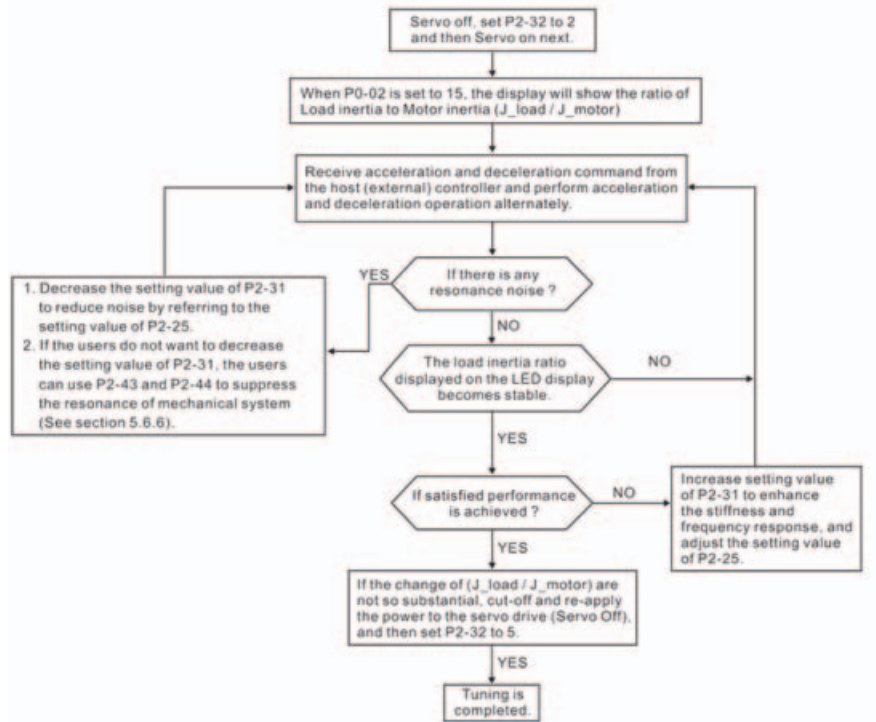 Servo off, set P2-32 to 2
and then Servo on next.
When P0-02 is set to 15, the display will show the ratio of
Load inertia to Motor inertia (J_load / J_motor)
Receive acceleration and deceleration command from
the host (external) controller and perform acceleration
and deceleration operation alternately.
If there is any
resonance noise ?
YES
1. Decrease the setting value of P2-31
to reduce noise by referring to the
setting value of P2-25.
2. If the users do not want to decrease
the setting value of P2-31, the users
can use P2-43 and P2-44 to suppress
the resonance of mechanical system
(See section 5.6.6).
NO
The load inertia ratio
displayed on the LED display
becomes stable.
NO
YES
If satisfied performance
is achieved ?
NO
Increase setting value
of P2-31 to enhance
the stiffness and
frequency response, and
adjust the setting value
of P2-25.
YES
If the change of (J_load / J_motor) are
not so substantial, cut-off and re-apply
the power to the servo drive (Servo Off),
and then set P2-32 to 5.
YES
Tuning is
completed.